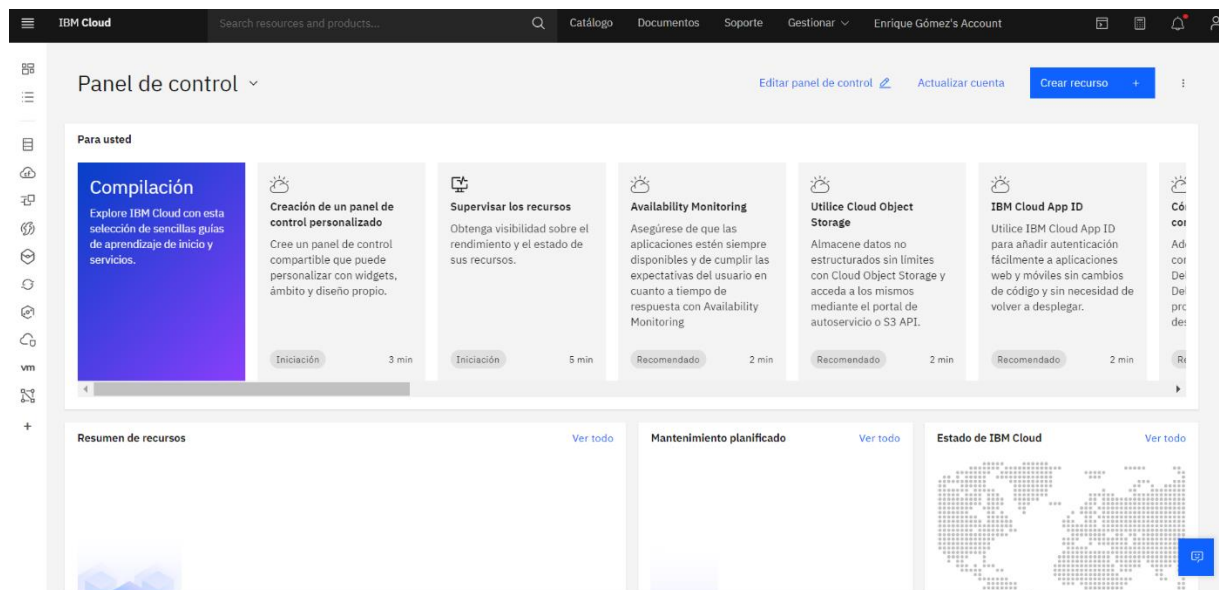 IBM Cloud
Search resources and products...
Catálogo
Documentos
Soporte
Gestionar
Enrique Gómez's Account
Panel de control
Editar panel de control
Actualizar cuenta
Crear recurso +
Para usted
Compilación
Explore IBM Cloud con esta
selección de sencillas guías
de aprendizaje de inicio y
servicios.
Creación de un panel de
control personalizado
Cree un panel de control
compartible que puede
personalizar con widgets,
ámbito y diseño propio.
Iniciación
3 min
Supervisar los recursos
Obtenga visibilidad sobre el
rendimiento y el estado de
sus recursos.
Iniciación
5 min
Availability Monitoring
Asegúrese de que las
aplicaciones estén siempre
disponibles y de cumplir las
expectativas del usuario en
cuanto a tiempo de
respuesta con Availability
Monitoring
Recomendado
2 min
Utilice Cloud Object
Storage
Almacene datos no
estructurados sin límites
con Cloud Object Storage y
acceda a los mismos
mediante el portal de
autoservicio o S3 API.
Recomendado
2 min
IBM Cloud App ID
Utilice IBM Cloud App ID
para añadir autenticación
fácilmente a aplicaciones
web y móviles sin cambios
de código y sin necesidad de
volver a desplegar.
Recomendado
2 min
vm
Resumen de recursos
Ver todo
Mantenimiento planificado
Ver todo
Estado de IBM Cloud
Ver todo